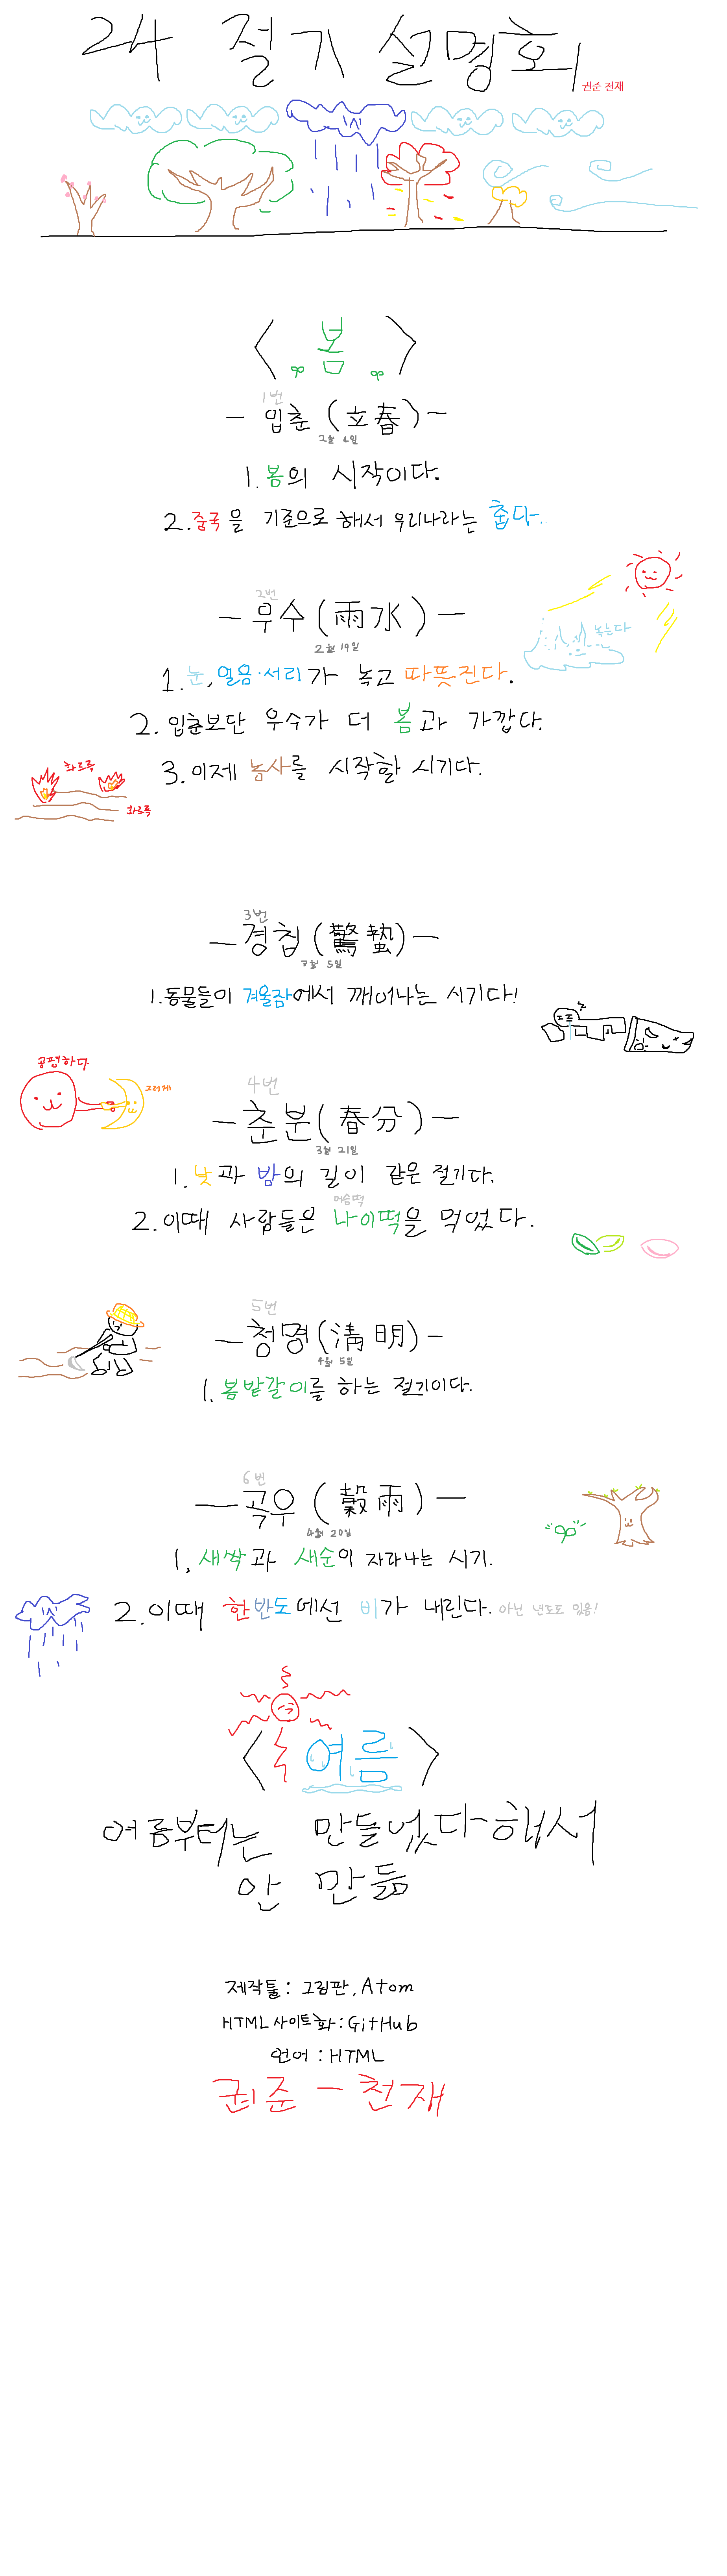 24 절기 설명회
권준 천재
< 봄 >
1번
- 입춘 (立春) -
2월 4일
1. 봄의 시작이다.
2. 중국을 기준으로 해서 우리나라는 춥다.
2번
- 우수 (雨水) -
2월 19일
녹는다
1. 눈, 얼음·서리가 녹고 따뜻진다.
2. 입춘보단 우수가 더 봄과 가깝다.
3. 이제 농사를 시작할 시기다.
화르륵
화르륵
3번
- 경칩 (驚蟄) -
3월 5일
1. 동물들이 겨울잠에서 깨어나는 시기다!
z
공평하다
그러게
4번
- 춘분 (春分) -
3월 21일
1. 낮과 밤의 길이 같은 절기다.
머슴떡
2. 이때 사람들은 나이떡을 먹었다.
5번
- 청명 (清明) -
4월 5일
1. 봄밭갈이를 하는 절기이다.
6번
- 곡우 (穀雨) -
4월 20일
1, 새싹과 새순이 자라나는 시기.
2. 이때 한반도에선 비가 내린다. 아닌 년도도 있음!
< 여름 >
여름부터는 만들었다해서
안 만듦
제작툴: 그림판, Atom
HTML 사이트화: GitHub
언어 : HTML
권준 - 천재